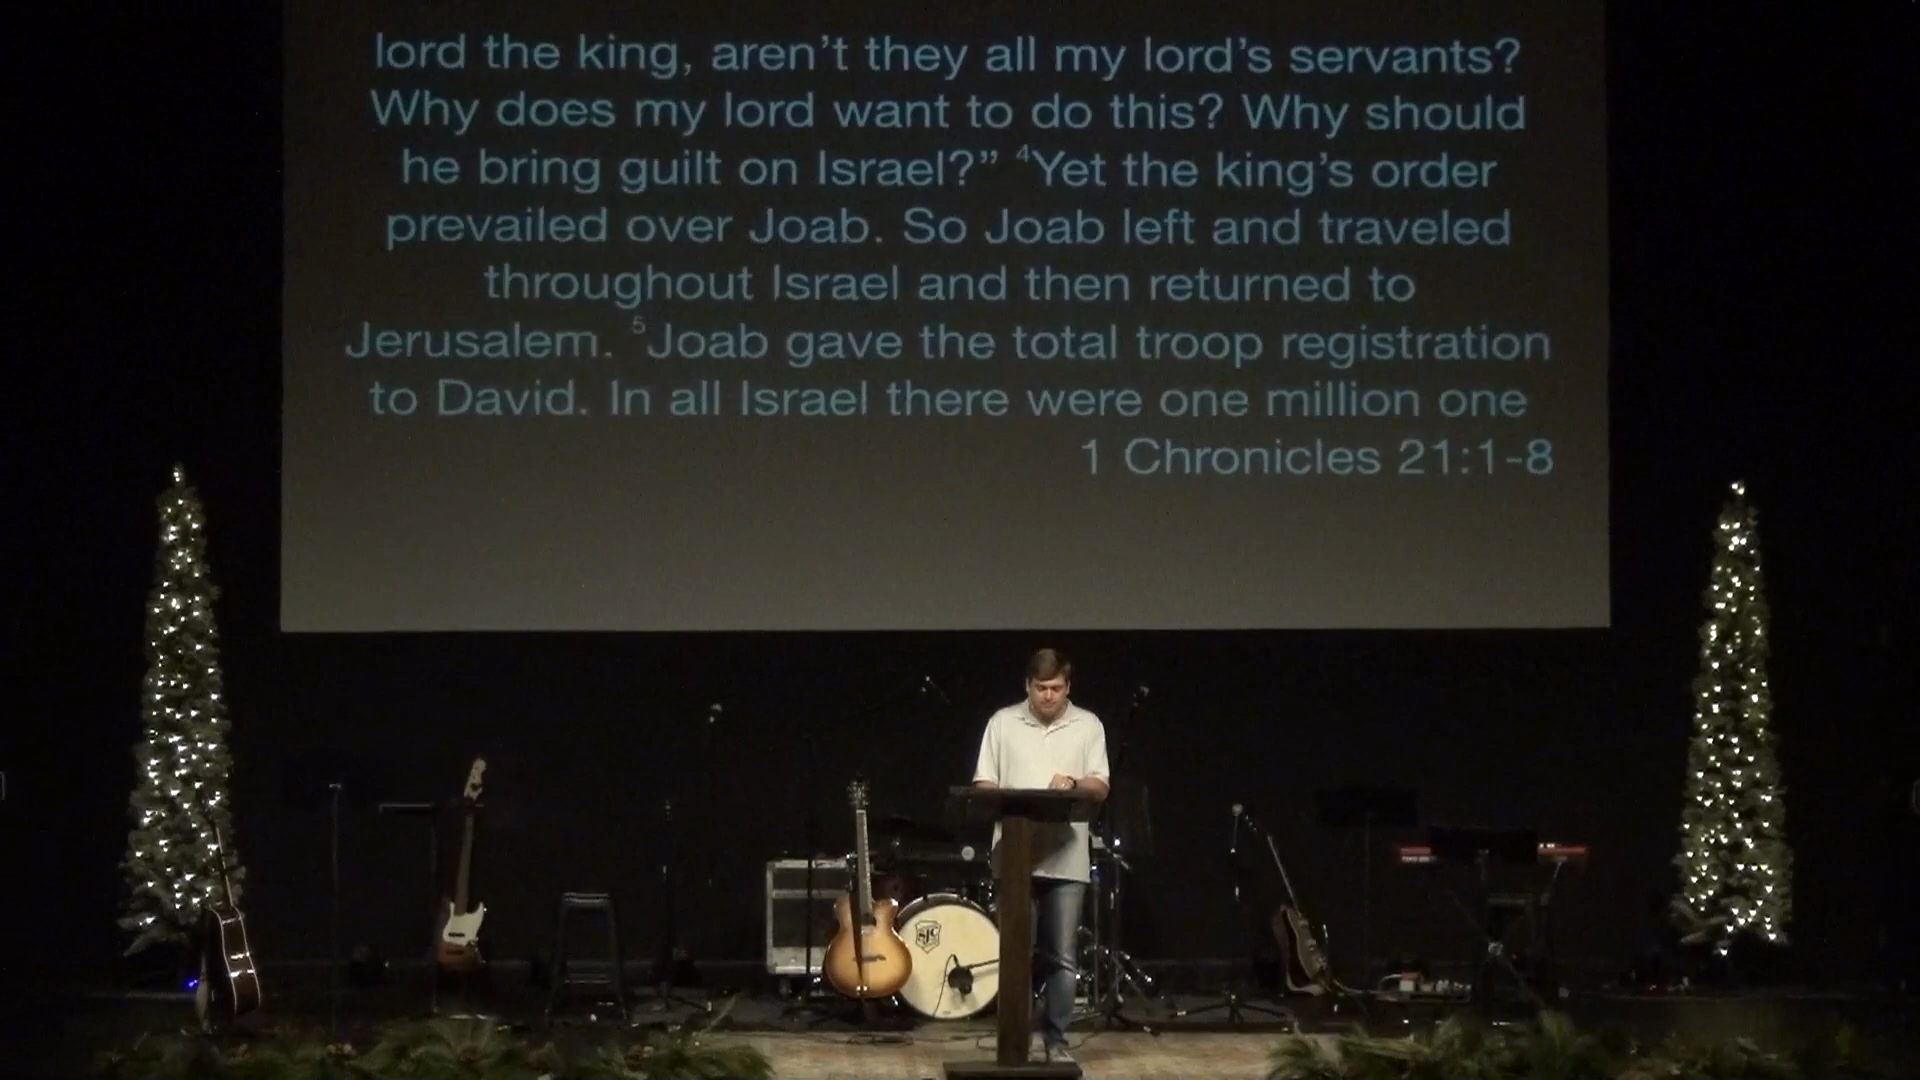 lord the king, aren’t they all my lord’s servants?
Why does my lord want to do this? Why should
he bring guilt on Israel?” ⁴Yet the king’s order
prevailed over Joab. So Joab left and traveled
throughout Israel and then returned to
Jerusalem. ⁵Joab gave the total troop registration
to David. In all Israel there were one million one
1 Chronicles 21:1-8
SJC